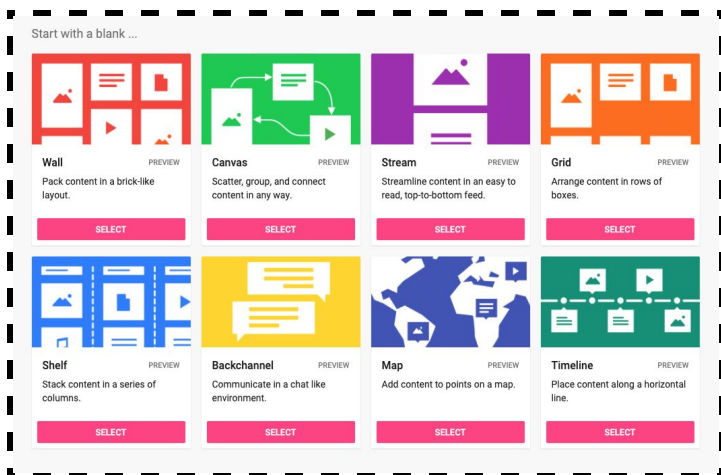 Start with a blank ...
Wall PREVIEW
Pack content in a brick-like
layout.
SELECT
Canvas PREVIEW
Scatter, group, and connect
content in any way.
SELECT
Stream PREVIEW
Streamline content in an easy to
read, top-to-bottom feed.
SELECT
Grid PREVIEW
Arrange content in rows of
boxes.
SELECT
Shelf PREVIEW
Stack content in a series of
columns.
SELECT
Backchannel PREVIEW
Communicate in a chat like
environment.
SELECT
Map PREVIEW
Add content to points on a map.
SELECT
Timeline PREVIEW
Place content along a horizontal
line.
SELECT